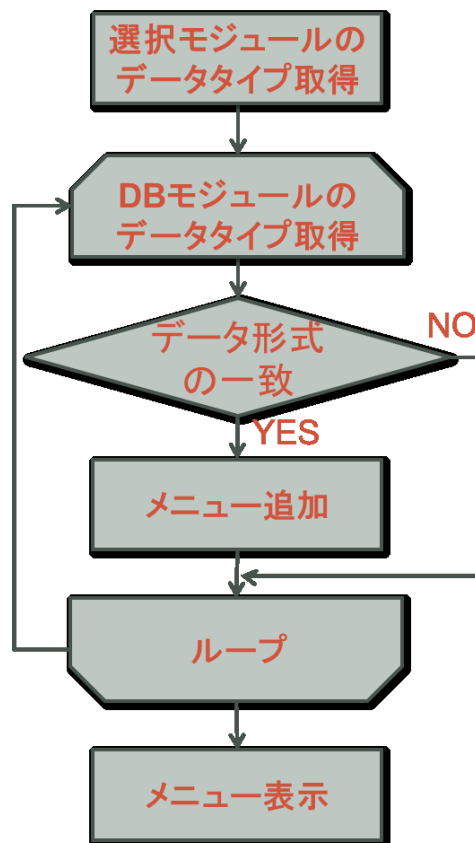 選択モジュールの
データタイプ取得
DBモジュールの
データタイプ取得
データ形式
の一致
NO
YES
メニュー追加
ループ
メニュー表示